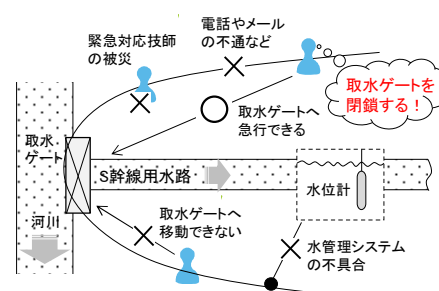 電話やメール
の不通など
緊急対応技師
の被災
取水ゲートを
閉鎖する！
取水ゲートへ
急行できる
取水
ゲート
S幹線用水路
水位計
取水ゲートへ
移動できない
河川
水管理システム
の不具合